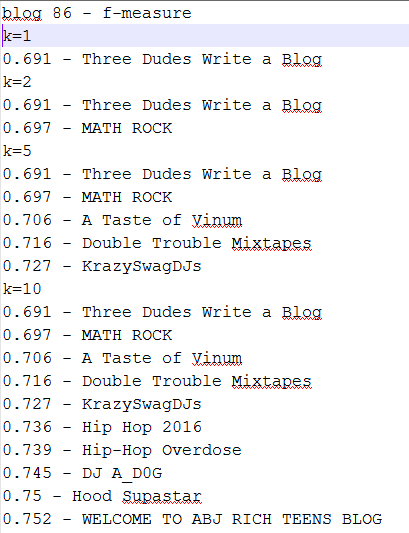 blog 86 - f-measure
k=1
0.691 - Three Dudes Write a Blog
k=2
0.691 - Three Dudes Write a Blog
0.697 - MATH ROCK
k=5
0.691 - Three Dudes Write a Blog
0.697 - MATH ROCK
0.706 - A Taste of Vinum
0.716 - Double Trouble Mixtapes
0.727 - KrazySwagDJs
k=10
0.691 - Three Dudes Write a Blog
0.697 - MATH ROCK
0.706 - A Taste of Vinum
0.716 - Double Trouble Mixtapes
0.727 - KrazySwagDJs
0.736 - Hip Hop 2016
0.739 - Hip-Hop Overdose
0.745 - DJ A_D0G
0.75 - Hood Supastar
0.752 - WELCOME TO ABJ RICH TEENS BLOG